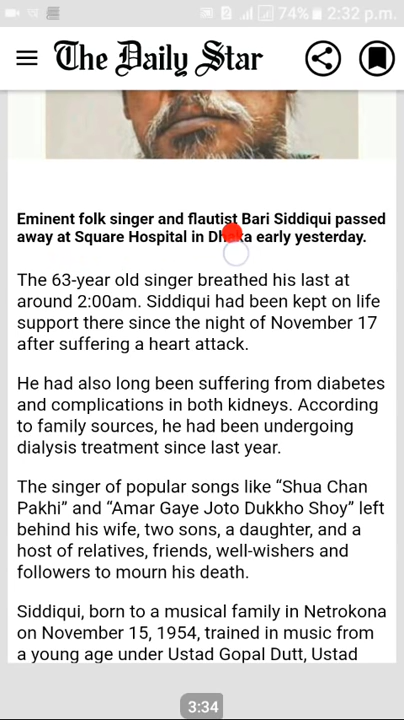 74% 2:32 p.m.
The Daily Star
Eminent folk singer and flautist Bari Siddiqui passed
away at Square Hospital in Dhaka early yesterday.
The 63-year old singer breathed his last at
around 2:00am. Siddiqui had been kept on life
support there since the night of November 17
after suffering a heart attack.
He had also long been suffering from diabetes
and complications in both kidneys. According
to family sources, he had been undergoing
dialysis treatment since last year.
The singer of popular songs like “Shua Chan
Pakhi” and “Amar Gaye Joto Dukkho Shoy” left
behind his wife, two sons, a daughter, and a
host of relatives, friends, well-wishers and
followers to mourn his death.
Siddiqui, born to a musical family in Netrokona
on November 15, 1954, trained in music from
a young age under Ustad Gopal Dutt, Ustad
3:34